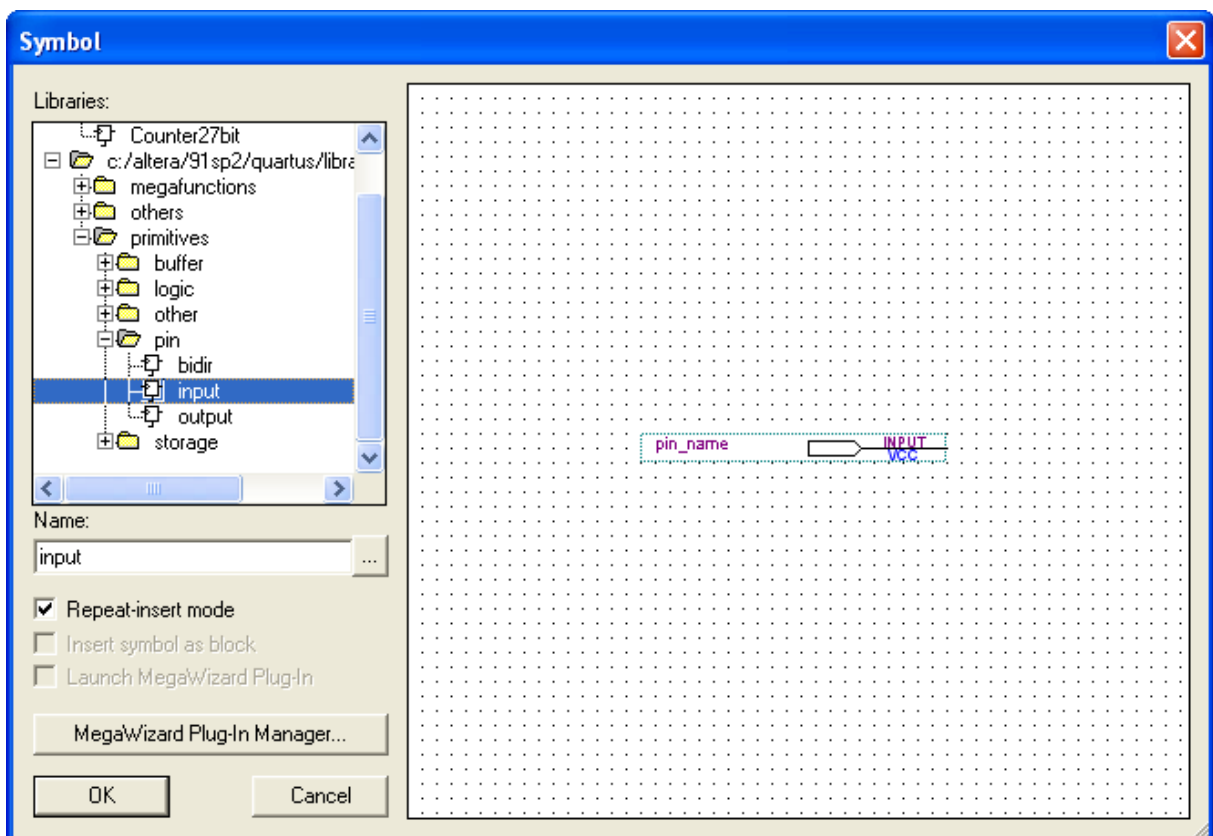 Symbol
Libraries:
Counter27bit
c:/altera/91sp2/quartus/libra
megafunctions
others
primitives
buffer
logic
other
pin
bidir
input
output
storage
Name:
input
...
Repeat-insert mode
Insert symbol as block
Launch MegaWizard Plug-In
MegaWizard Plug-In Manager...
OK
Cancel
pin_name
INPUT
VCC